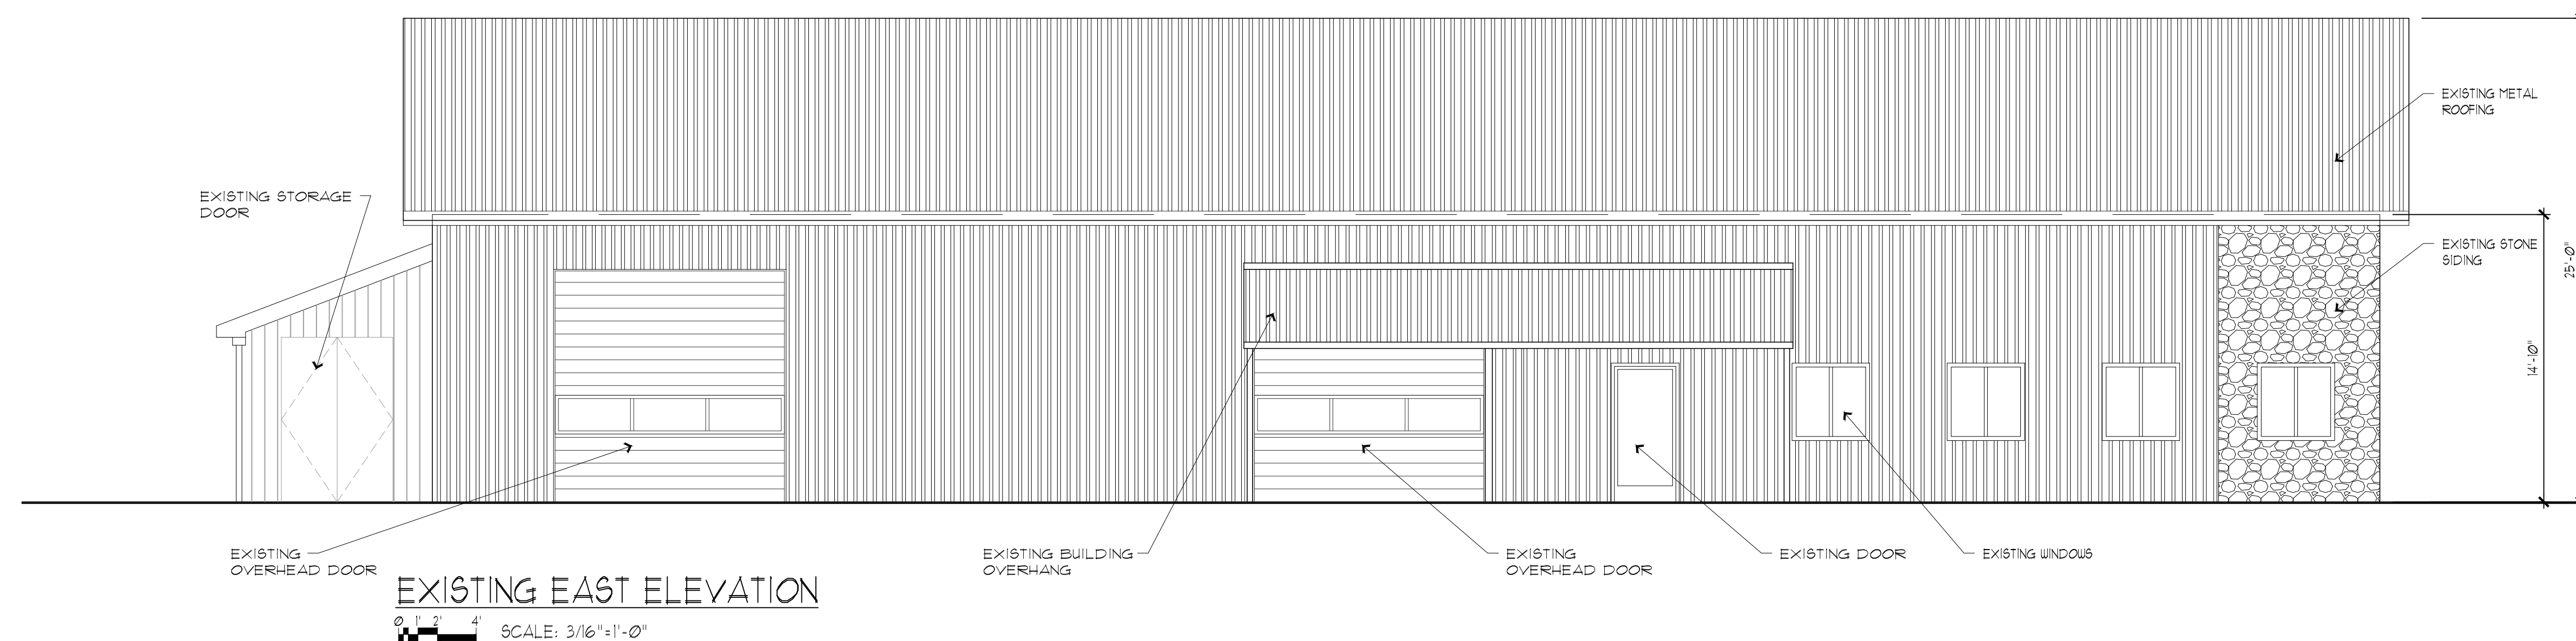 EXISTING METAL
ROOFING
EXISTING STORAGE
DOOR
EXISTING STONE
SIDING
25'-0"
14'-10"
EXISTING
OVERHEAD DOOR
EXISTING BUILDING
OVERHANG
EXISTING
OVERHEAD DOOR
EXISTING DOOR
EXISTING WINDOWS
EXISTING EAST ELEVATION
0 1' 2' 4'
SCALE: 3/16"=1'-0"